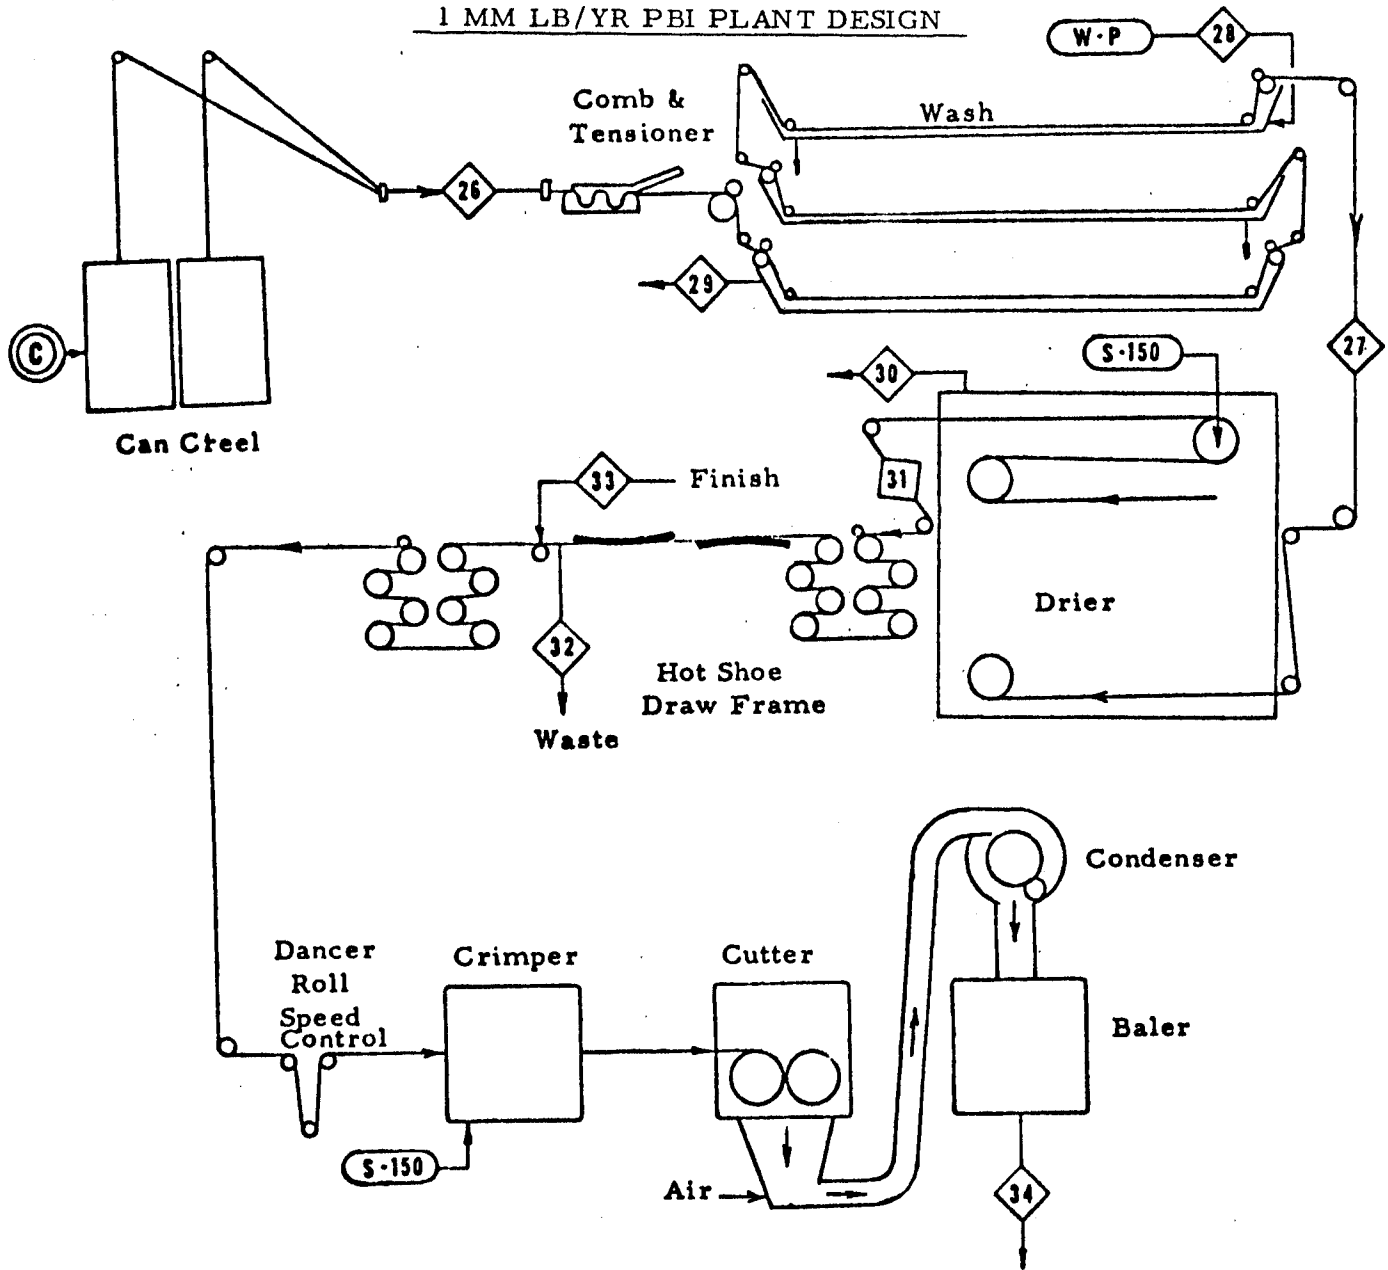 1 MM LB/YR PBI PLANT DESIGN
W-P
28
Comb &
Tensioner
Wash
26
29
C
S-150
27
30
Can Creel
31
33
Finish
Drier
32
Hot Shoe
Draw Frame
Waste
Condenser
Dancer
Roll
Speed
Control
Crimper
Cutter
Baler
S-150
Air
34